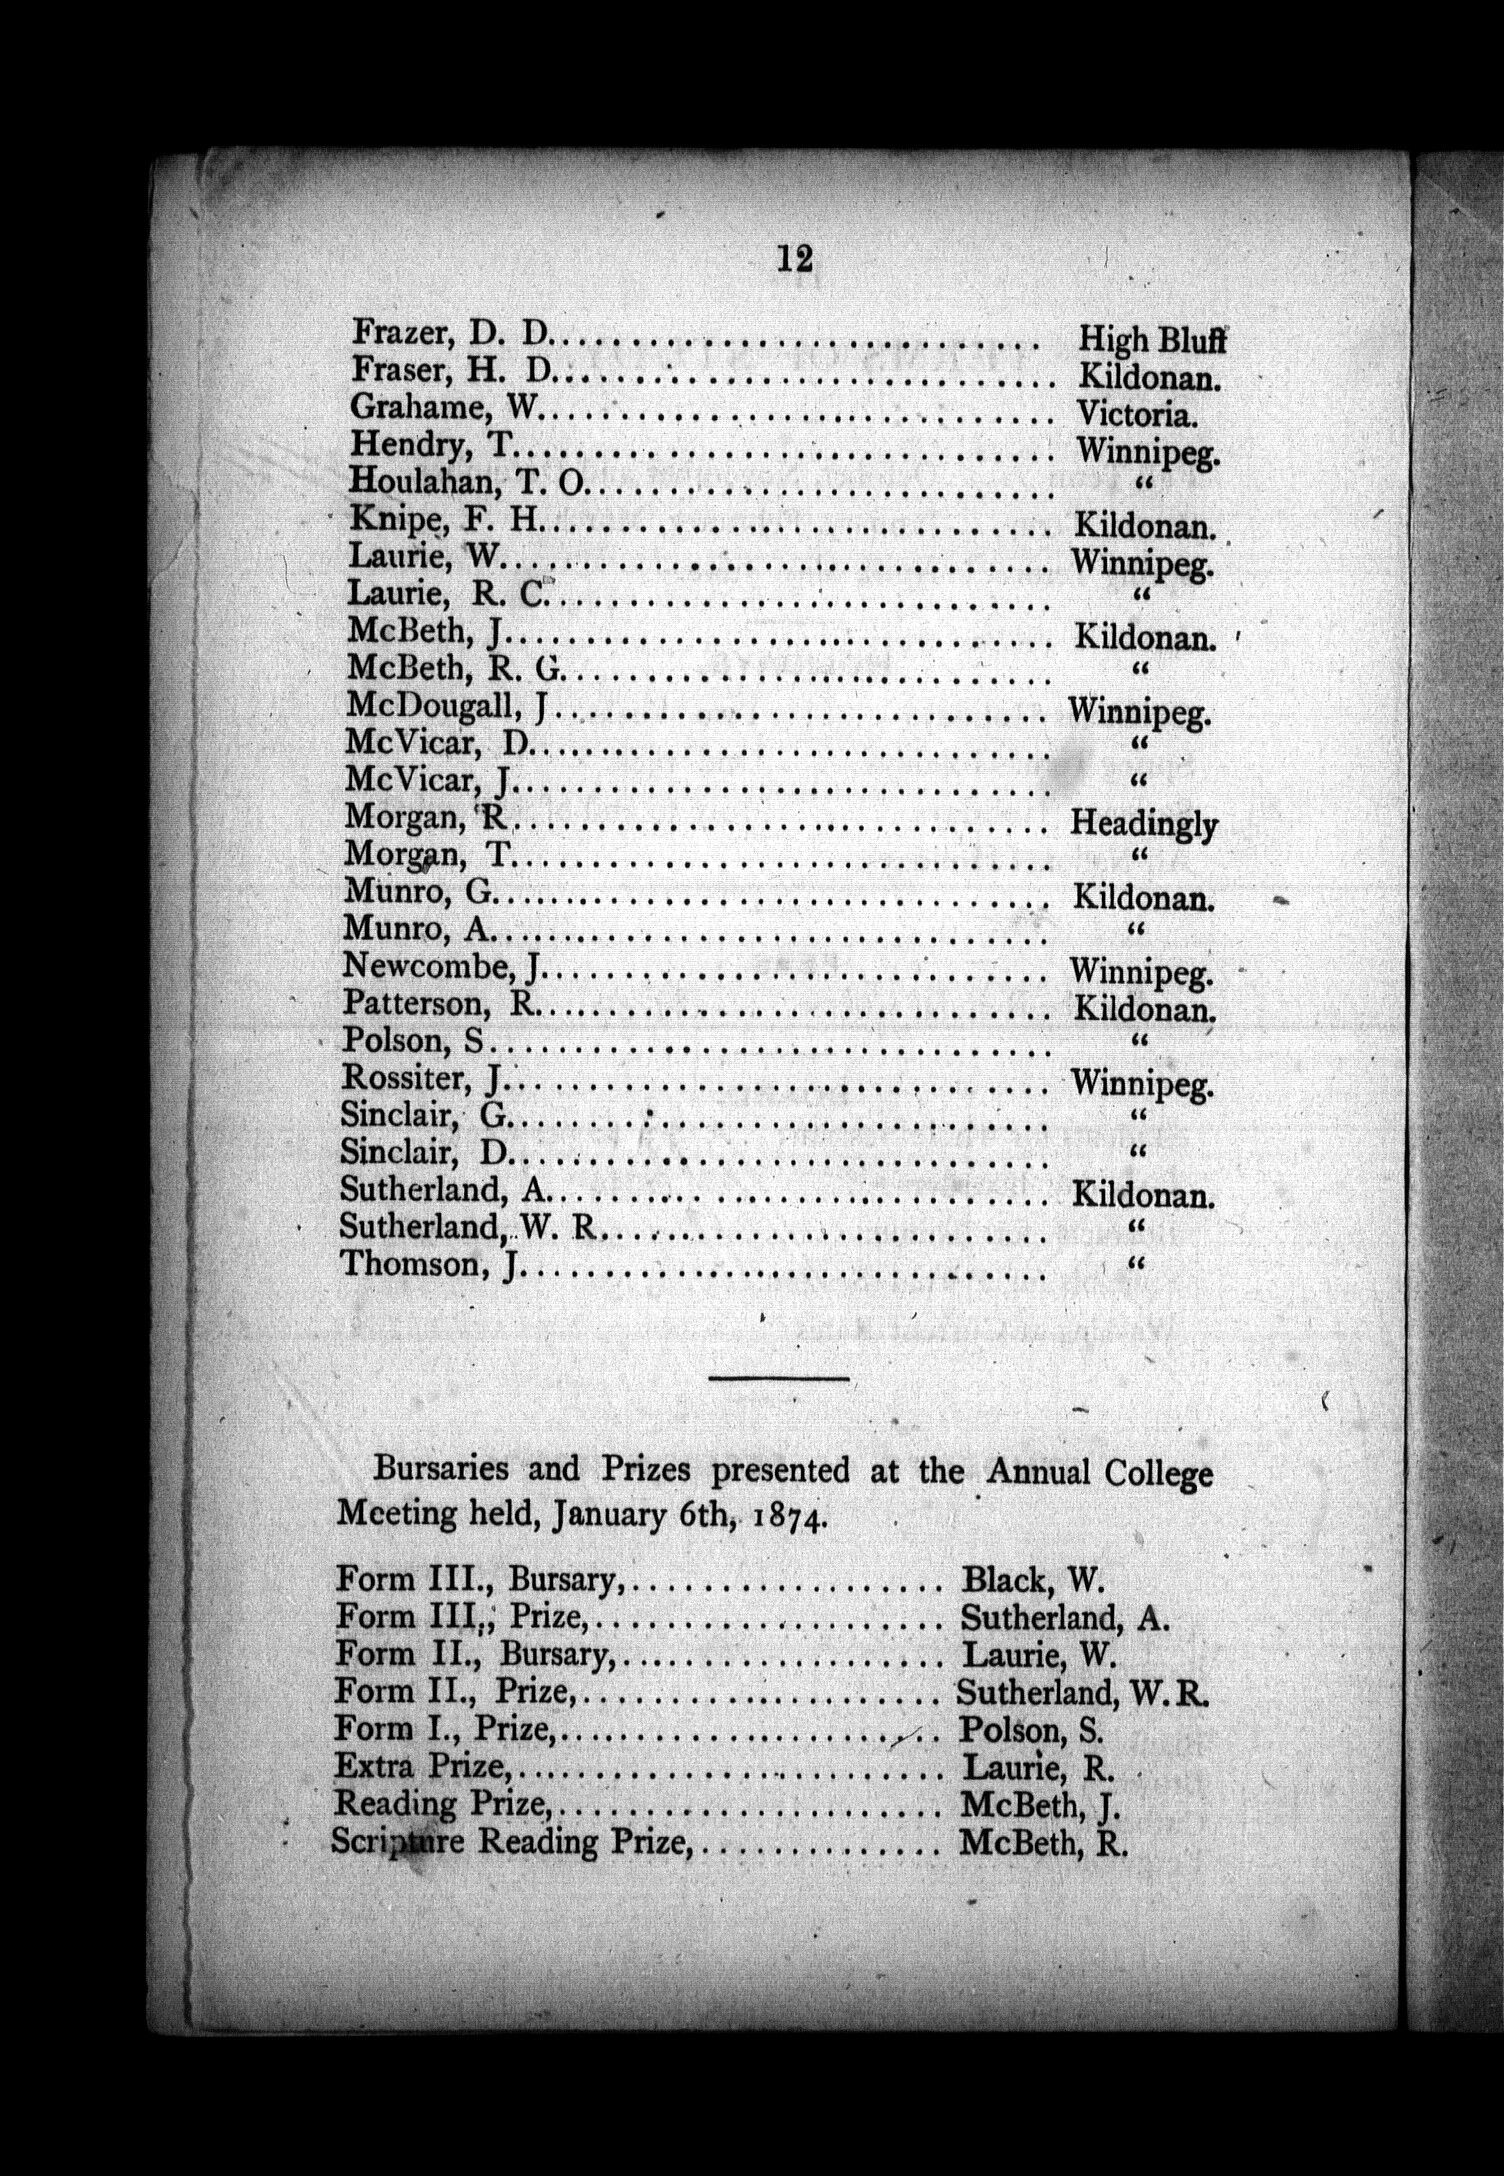 12
Frazer, D. D............................. High Bluff
Fraser, H. D.............................. Kildonan.
Grahame, W.............................. Victoria.
Hendry, T................................ Winnipeg.
Houlahan, T. O............................ "
Knipe, F. H.............................. Kildonan.
Laurie, W................................ Winnipeg.
Laurie, R. C............................. "
McBeth, J................................ Kildonan.
McBeth, R. G............................. "
McDougall, J............................. Winnipeg.
McVicar, D............................... "
McVicar, J............................... "
Morgan, R................................ Headingly
Morgan, T................................ "
Munro, G................................. Kildonan.
Munro, A................................. "
Newcombe, J.............................. Winnipeg.
Patterson, R............................. Kildonan.
Polson, S................................ "
Rossiter, J.............................. Winnipeg.
Sinclair, G.............................. "
Sinclair, D.............................. "
Sutherland, A............................ Kildonan.
Sutherland, W. R......................... "
Thomson, J............................... "
Bursaries and Prizes presented at the Annual College
Meeting held, January 6th, 1874.
Form III., Bursary,.................. Black, W.
Form III., Prize,.................... Sutherland, A.
Form II., Bursary,................... Laurie, W.
Form II., Prize,..................... Sutherland, W. R.
Form I., Prize,...................... Polson, S.
Extra Prize,......................... Laurie, R.
Reading Prize,....................... McBeth, J.
Scripture Reading Prize,.............. McBeth, R.